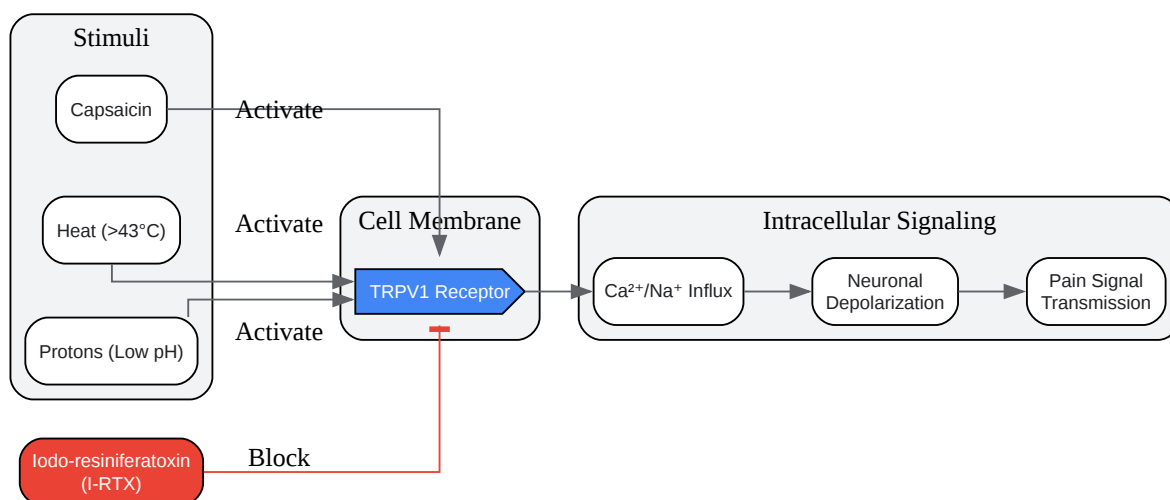 Stimuli
Capsaicin
Activate
Heat (>43°C)
Activate
Protons (Low pH)
Activate
Cell Membrane
TRPV1 Receptor
Intracellular Signaling
Ca²⁺/Na⁺ Influx
Neuronal
Depolarization
Pain Signal
Transmission
Iodo-resiniferatoxin
(I-RTX)
Block